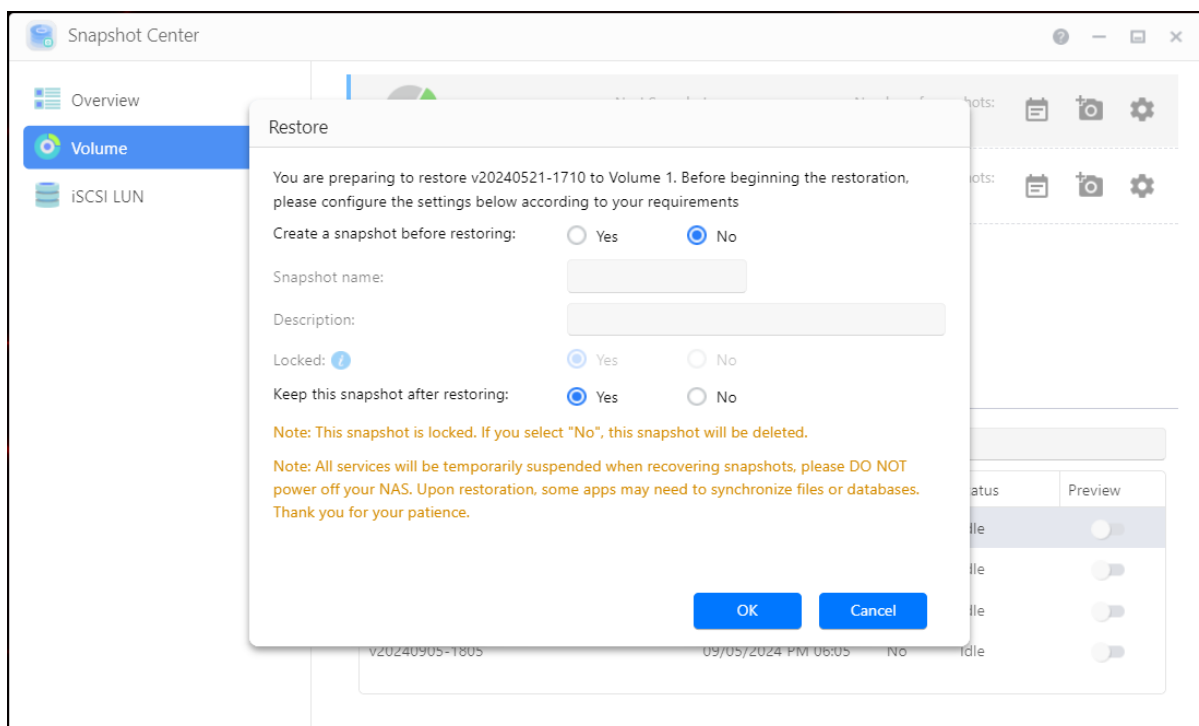 Snapshot Center
Overview
Volume
iSCSI LUN
Restore
You are preparing to restore v20240521-1710 to Volume 1. Before beginning the restoration,
please configure the settings below according to your requirements
Create a snapshot before restoring: Yes No
Snapshot name:
Description:
Locked: Yes No
Keep this snapshot after restoring: Yes No
Note: This snapshot is locked. If you select "No", this snapshot will be deleted.
Note: All services will be temporarily suspended when recovering snapshots, please DO NOT
power off your NAS. Upon restoration, some apps may need to synchronize files or databases.
Thank you for your patience.
OK Cancel
Preview
v20240905-1805 09/05/2024 PM 06:05 No Idle